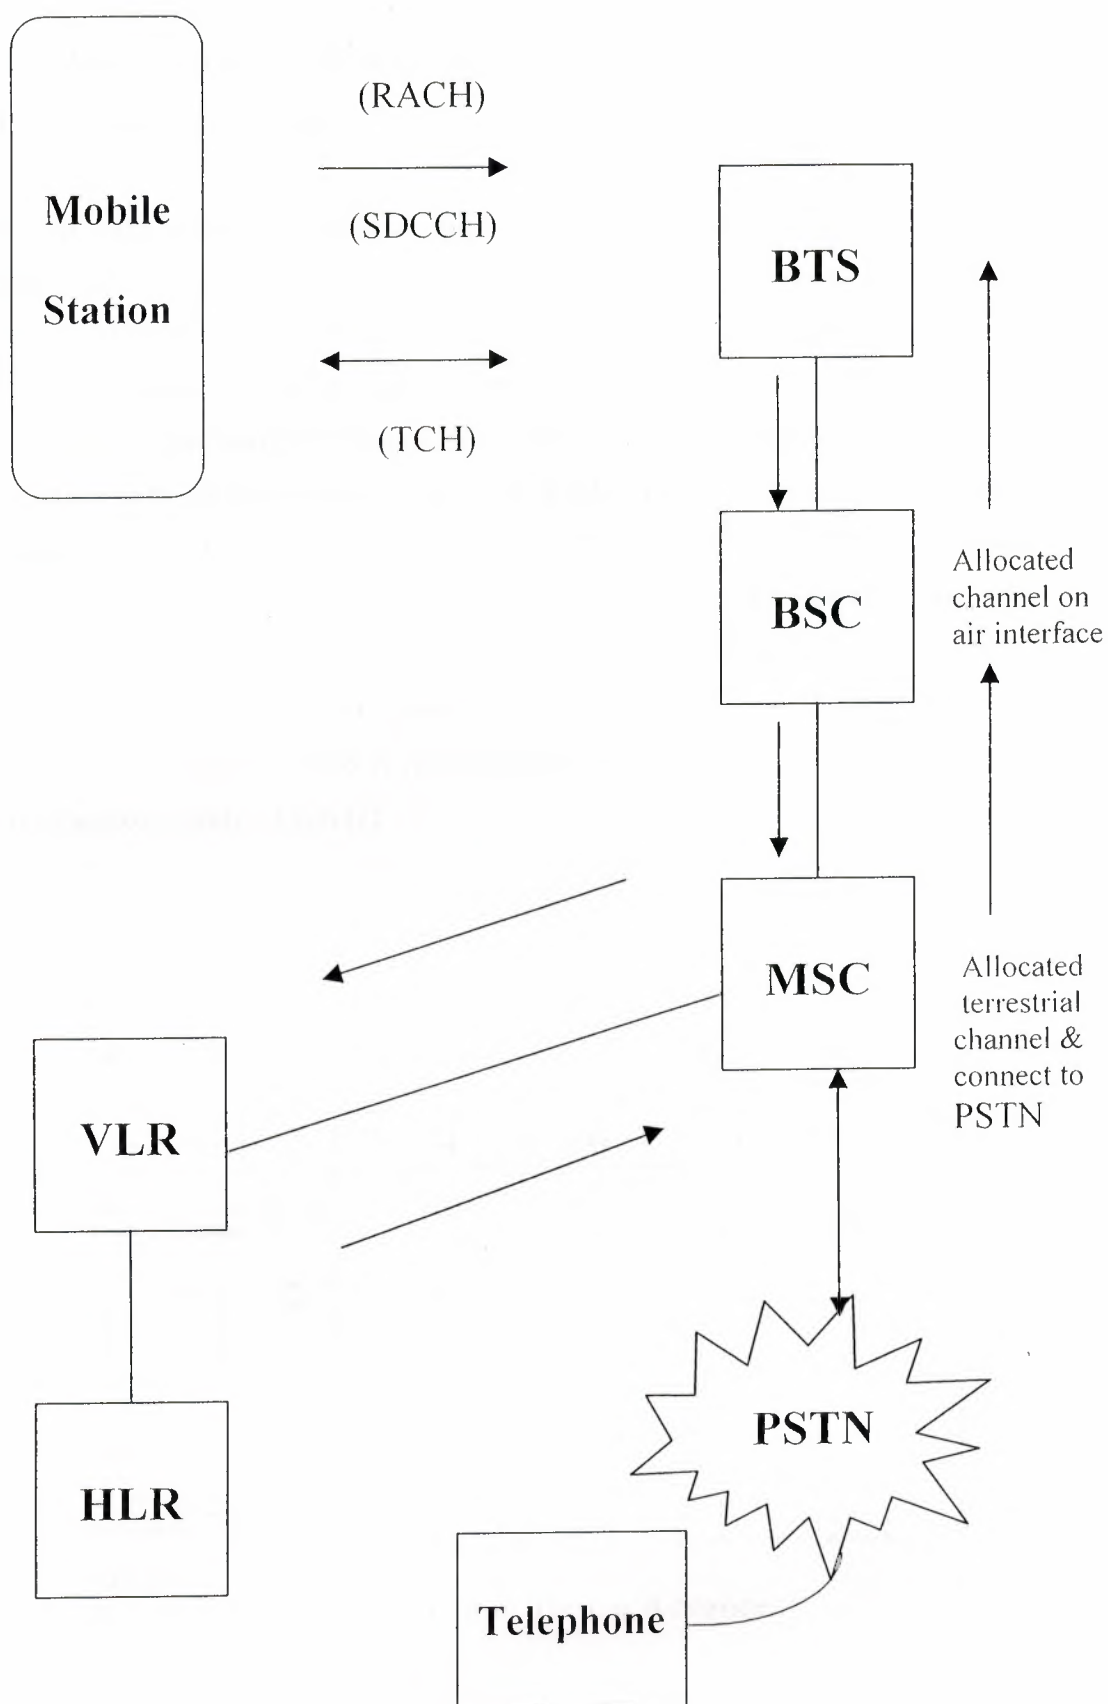 (RACH)
Mobile
Station
(SDCCH)
BTS
(TCH)
BSC
Allocated
channel on
air interface
MSC
Allocated
terrestrial
channel &
connect to
PSTN
VLR
PSTN
HLR
Telephone